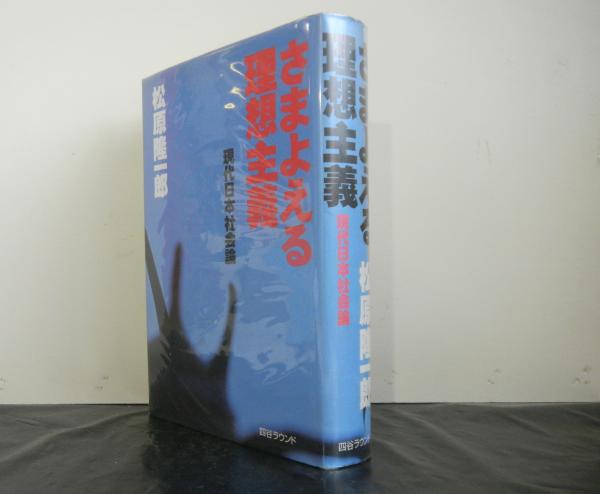 さまよえる
理想主義
現代日本社会論
松原隆一郎
四谷ラウンド
さまよえる
理想主義
現代日本社会論
松原隆一郎
四谷ラウンド